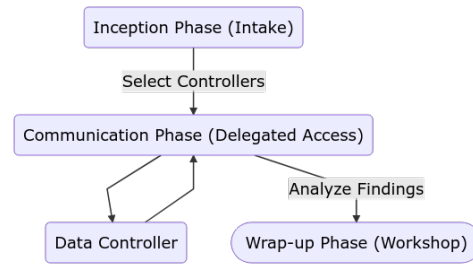 Inception Phase (Intake)
Select Controllers
Communication Phase (Delegated Access)
Analyze Findings
Data Controller
Wrap-up Phase (Workshop)